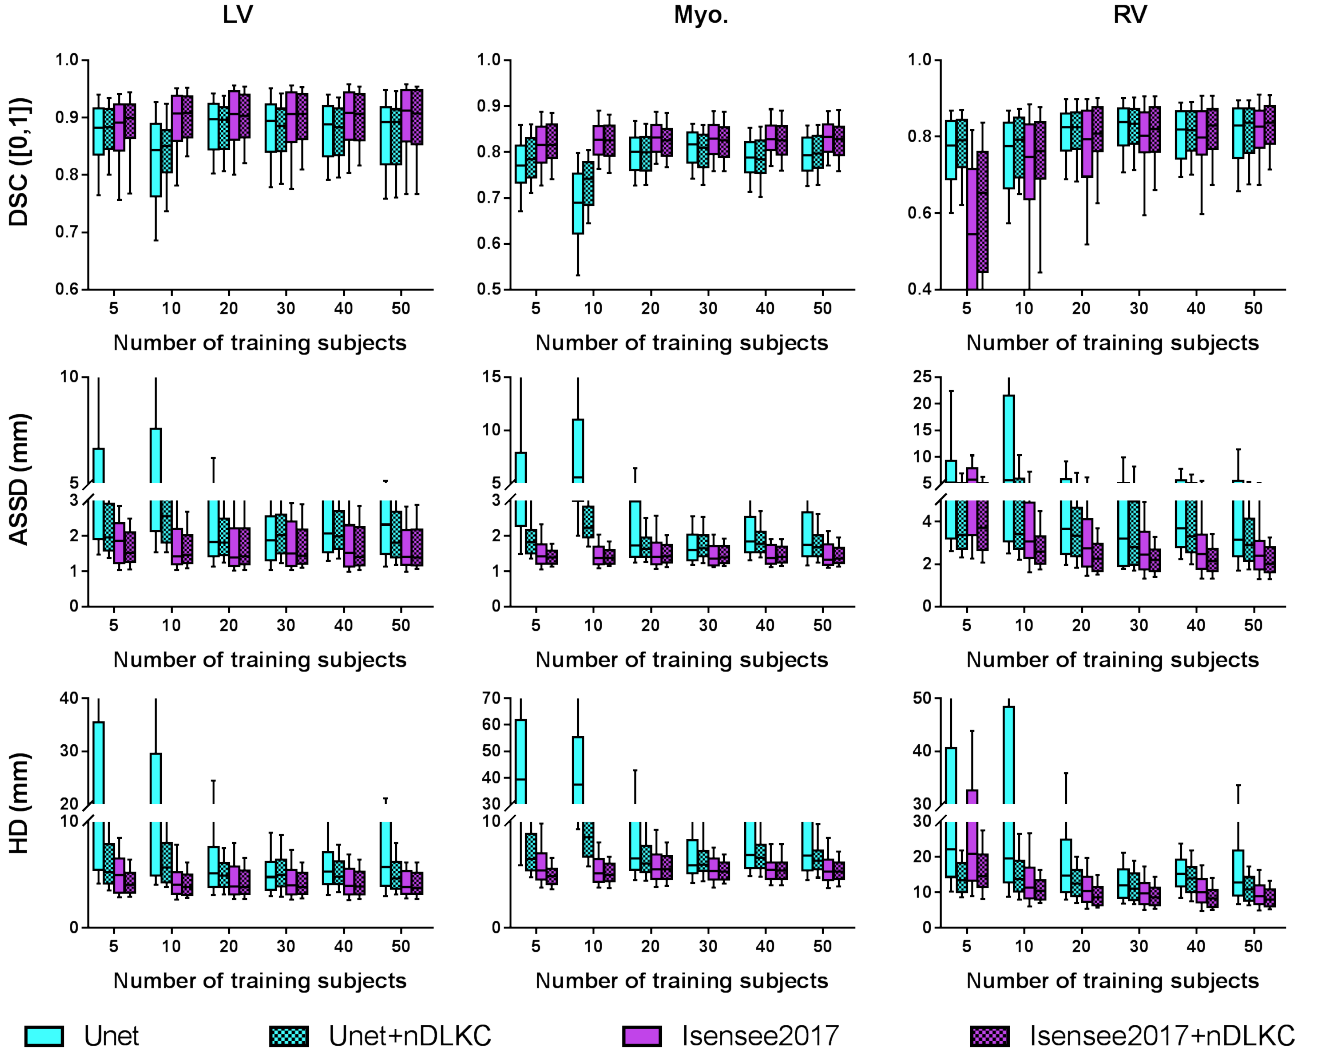 LV Myo. RV
DSC ([0,1])
1.0
0.9
0.8
0.7
0.6
5 10 20 30 40 50
Number of training subjects
1.0
0.9
0.8
0.7
0.6
0.5
5 10 20 30 40 50
Number of training subjects
1.0
0.8
0.6
0.4
5 10 20 30 40 50
Number of training subjects
ASSD (mm)
10
5
3
2
1
0
5 10 20 30 40 50
Number of training subjects
15
10
5
3
2
1
0
5 10 20 30 40 50
Number of training subjects
25
20
15
10
5
4
2
0
5 10 20 30 40 50
Number of training subjects
HD (mm)
40
30
20
10
0
5 10 20 30 40 50
Number of training subjects
70
60
50
40
30
10
0
5 10 20 30 40 50
Number of training subjects
50
40
30
30
20
10
0
5 10 20 30 40 50
Number of training subjects
Unet Unet+nDLKC Isensee2017 Isensee2017+nDLKC